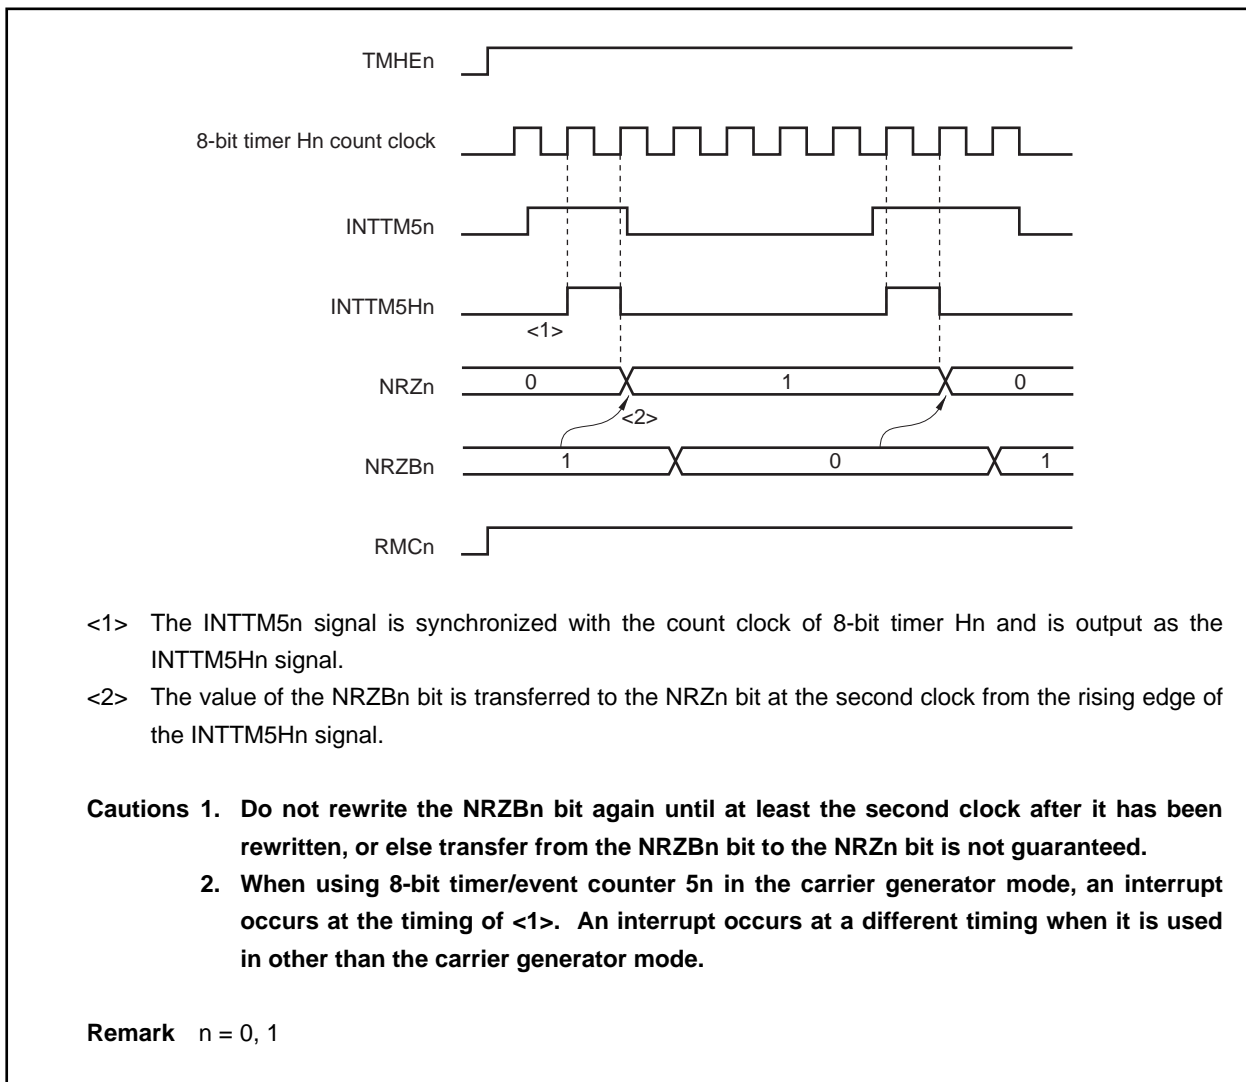 TMHEn
8-bit timer Hn count clock
INTTM5n
INTTM5Hn
<1>
NRZn
0
1
0
<2>
NRZBn
1
0
1
RMCn
<1> The INTTM5n signal is synchronized with the count clock of 8-bit timer Hn and is output as the
INTTM5Hn signal.
<2> The value of the NRZBn bit is transferred to the NRZn bit at the second clock from the rising edge of
the INTTM5Hn signal.
Cautions 1. Do not rewrite the NRZBn bit again until at least the second clock after it has been
rewritten, or else transfer from the NRZBn bit to the NRZn bit is not guaranteed.
2. When using 8-bit timer/event counter 5n in the carrier generator mode, an interrupt
occurs at the timing of <1>. An interrupt occurs at a different timing when it is used
in other than the carrier generator mode.
Remark n = 0, 1